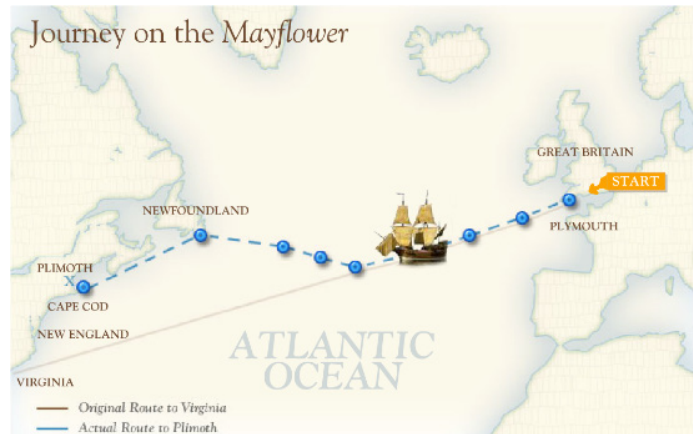 Journey on the Mayflower
GREAT BRITAIN
START
NEWFOUNDLAND
PLYMOUTH
PLIMOTH
X
CAPE COD
NEW ENGLAND
ATLANTIC
OCEAN
VIRGINIA
Original Route to Virginia
Actual Route to Plimoth